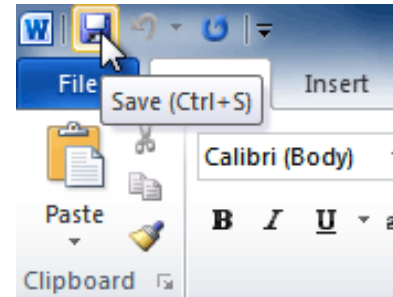 W
File
Insert
Save (Ctrl+S)
Calibri (Body)
Paste
B I U
Clipboard